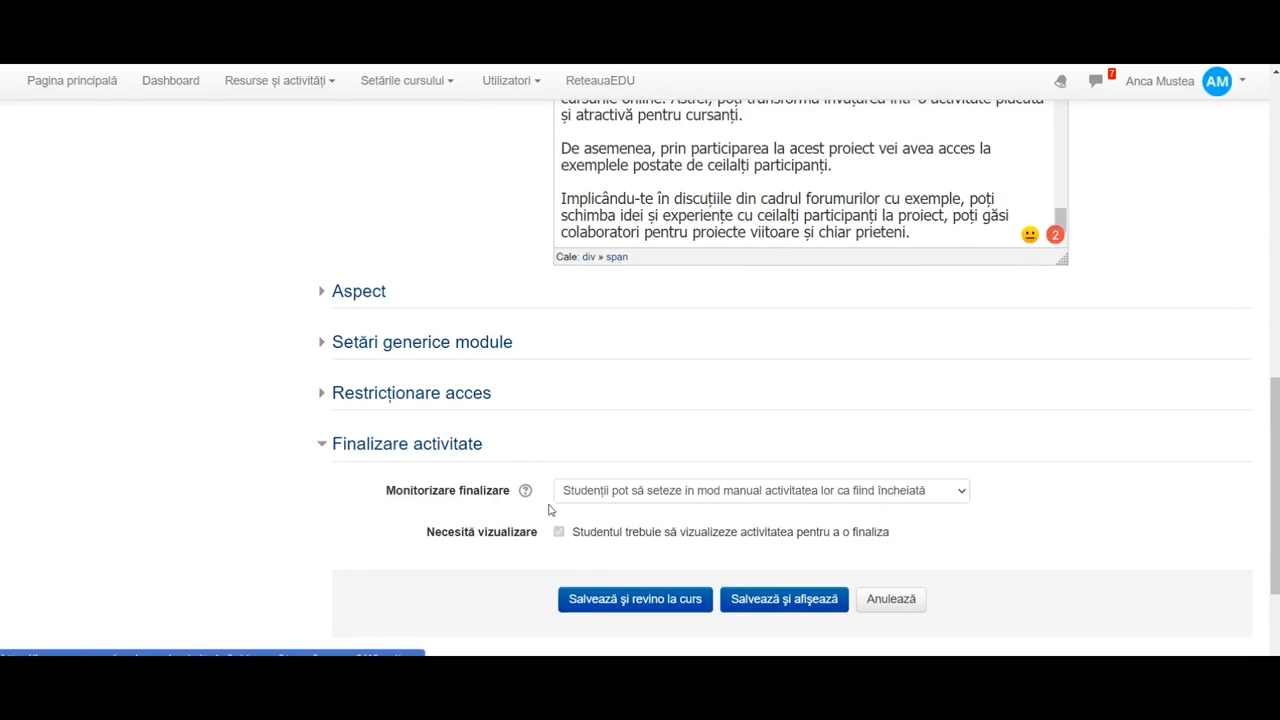 Pagina principală Dashboard Resurse și activități Setările cursului Utilizatori ReteauaEDU 7 Anca Mustea AM
și atractivă pentru cursanți.
De asemenea, prin participarea la acest proiect vei avea acces la
exemplele postate de ceilalți participanți.
Implicându-te în discuțiile din cadrul forumurilor cu exemple, poți
schimba idei și experiențe cu ceilalți participanți la proiect, poți găsi
colaboratori pentru proiecte viitoare și chiar prieteni.
2
Cale: div » span
Aspect
Setări generice module
Restricționare acces
Finalizare activitate
Monitorizare finalizare ? Studenții pot să seteze in mod manual activitatea lor ca fiind încheiată
Necesită vizualizare Studentul trebuie să vizualizeze activitatea pentru a o finaliza
Salvează şi revino la curs Salvează şi afişează Anulează